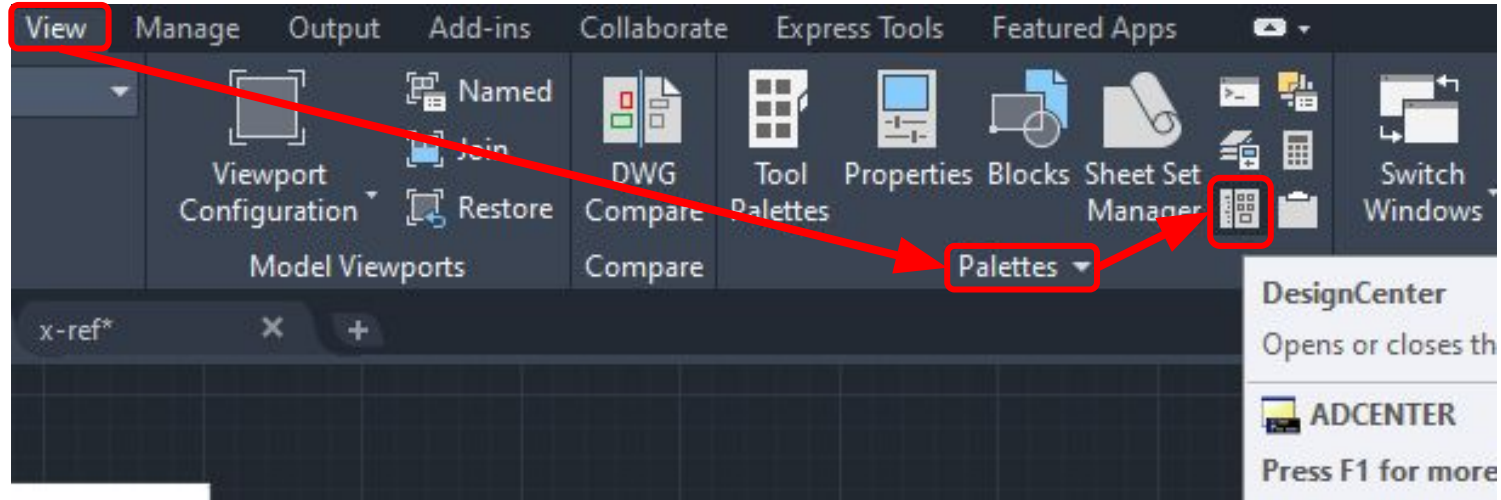 View Manage Output Add-ins Collaborate Express Tools Featured Apps
Named
Join
Restore
Viewport
Configuration
DWG
Compare
Tool
Palettes
Properties
Blocks
Sheet Set
Manager
Switch
Windows
Model Viewports Compare Palettes
x-ref*
DesignCenter
Opens or closes th
ADCENTER
Press F1 for more